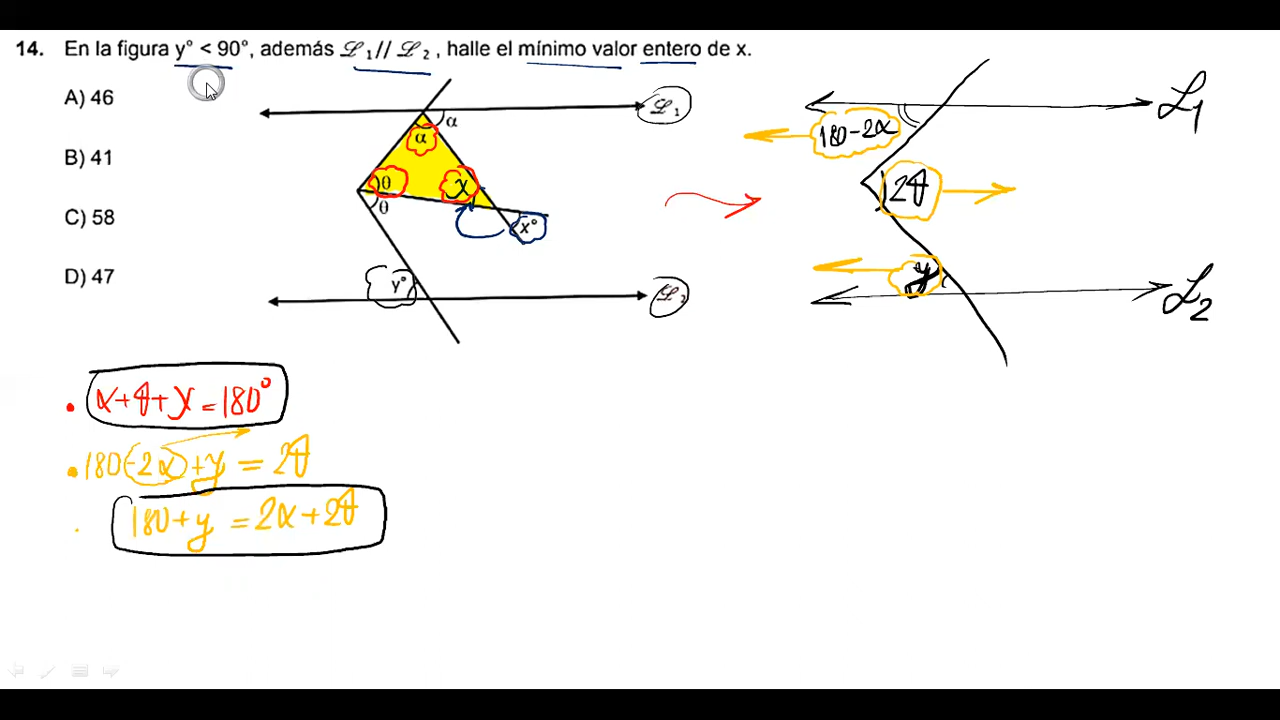 14. En la figura y° < 90°, además ℒ₁ // ℒ₂, halle el mínimo valor entero de x.
A) 46
B) 41
C) 58
D) 47
ℒ₁
α
α
θ
x
θ
x°
y°
ℒ₂
ℒ1
180-2α
2θ
y
ℒ2
• α+θ+x=180°
• 180-2α+y=2θ
180+y=2α+2θ